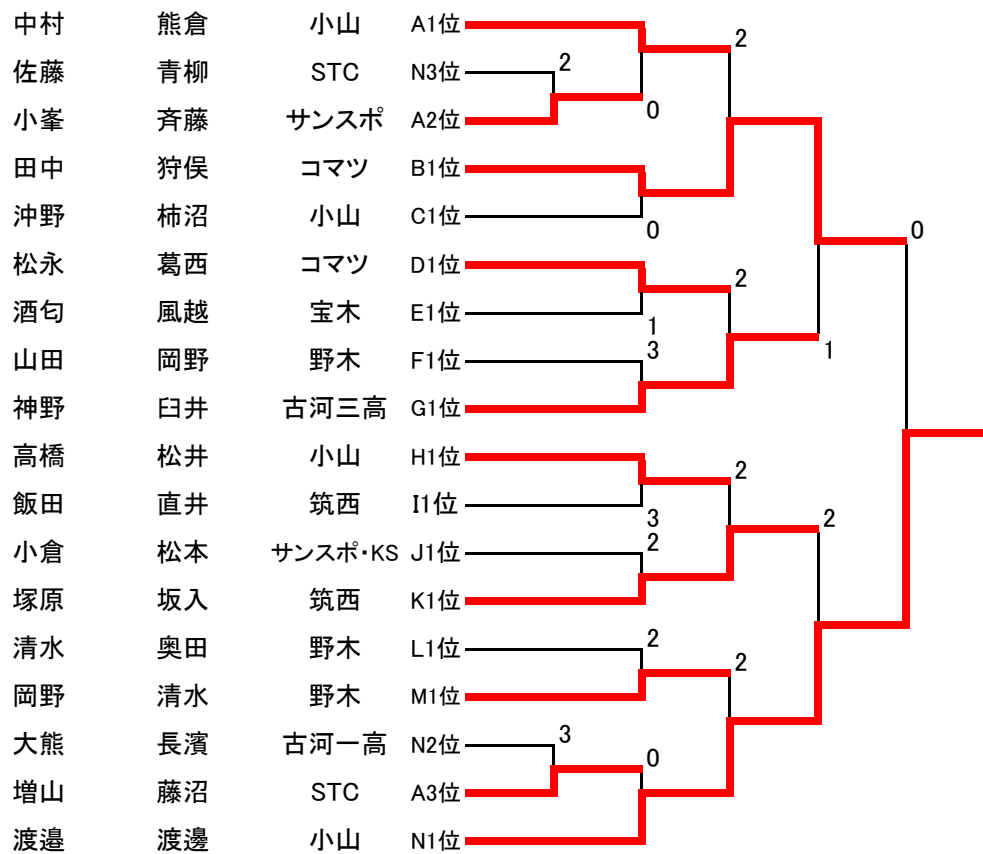 中村 熊倉 小山 A1位
2
佐藤 青柳 STC N3位
2
0
小峯 斉藤 サンスポ A2位
田中 狩俣 コマツ B1位
沖野 柿沼 小山 C1位
0
0
松永 葛西 コマツ D1位
2
酒匂 風越 宝木 E1位
1
3
1
山田 岡野 野木 F1位
神野 臼井 古河三高 G1位
高橋 松井 小山 H1位
2
飯田 直井 筑西 I1位
3
2
小倉 松本 サンスポ・KS J1位
2
塚原 坂入 筑西 K1位
清水 奥田 野木 L1位
2
2
岡野 清水 野木 M1位
大熊 長濱 古河一高 N2位
3
0
増山 藤沼 STC A3位
渡邉 渡邊 小山 N1位